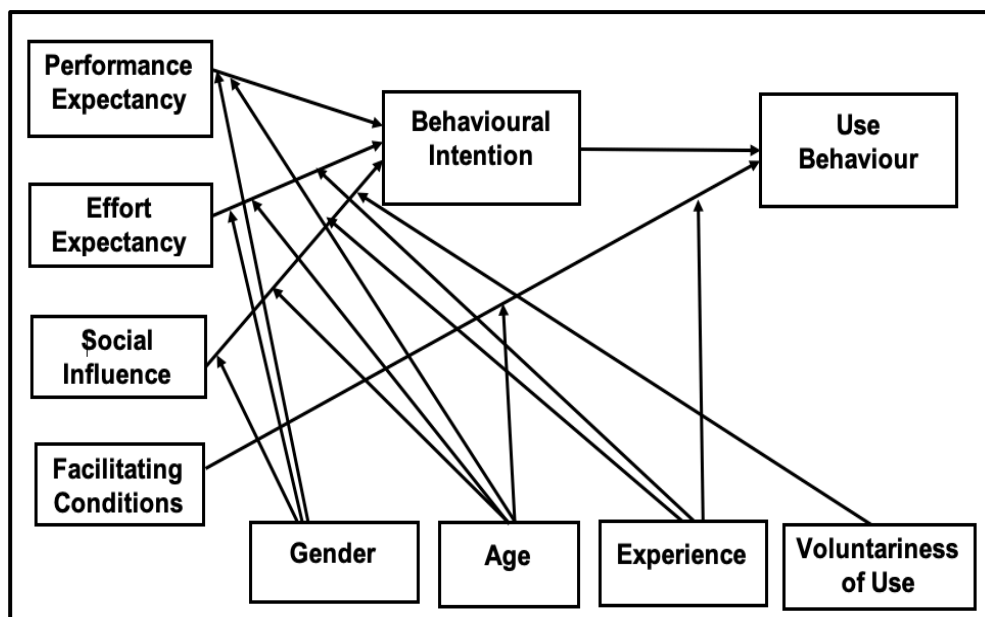 Performance
Expectancy
Behavioural
Intention
Use
Behaviour
Effort
Expectancy
Social
Influence
Facilitating
Conditions
Gender
Age
Experience
Voluntariness
of Use